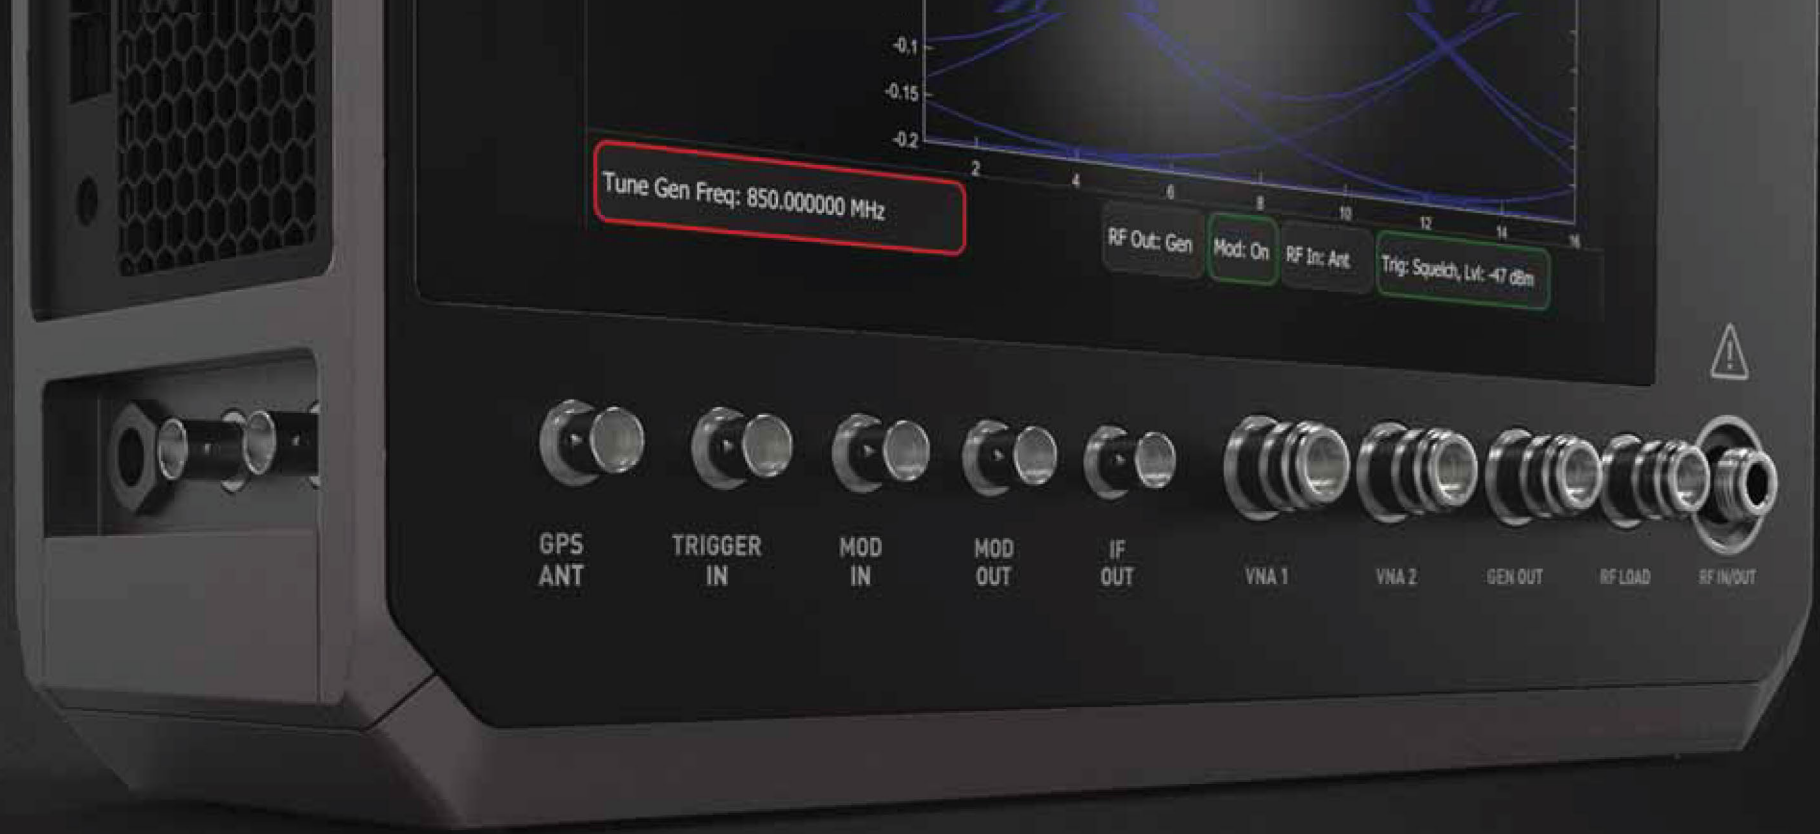 -0.1
-0.15
-0.2
2 4 6 8 10 12 14 16
Tune Gen Freq: 850.000000 MHz
RF Out: Gen
Mod: On
RF In: Ant
Trig: Squelch, Lvl: -47 dBm
GPS
ANT
TRIGGER
IN
MOD
IN
MOD
OUT
IF
OUT
VNA 1
VNA 2
GEN OUT
RF LOAD
RF IN/OUT